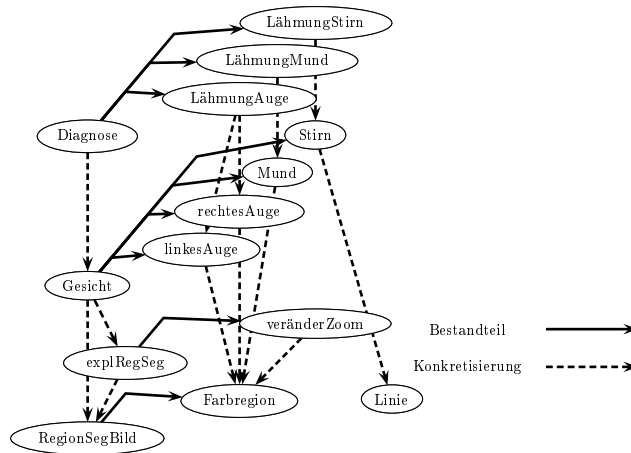 LähmungStirn
LähmungMund
LähmungAuge
Diagnose
Stirn
Mund
rechtesAuge
linkesAuge
Gesicht
veränderZoom
Bestandteil
explRegSeg
Konkretisierung
Farbregion
Linie
RegionSegBild